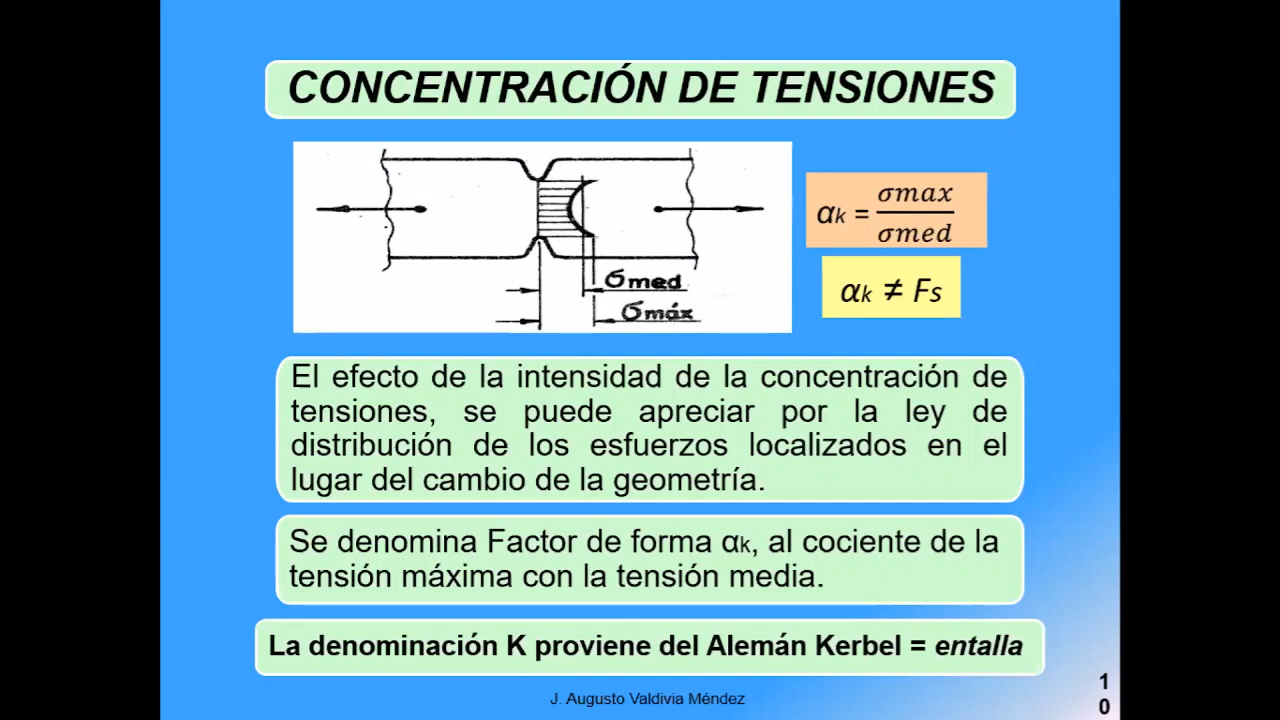 CONCENTRACIÓN DE TENSIONES
σmed
σmáx
αk = σmax
σmed
αk ≠ Fs
El efecto de la intensidad de la concentración de
tensiones, se puede apreciar por la ley de
distribución de los esfuerzos localizados en el
lugar del cambio de la geometría.
Se denomina Factor de forma αk, al cociente de la
tensión máxima con la tensión media.
La denominación K proviene del Alemán Kerbel = entalla
J. Augusto Valdivia Méndez
1
0